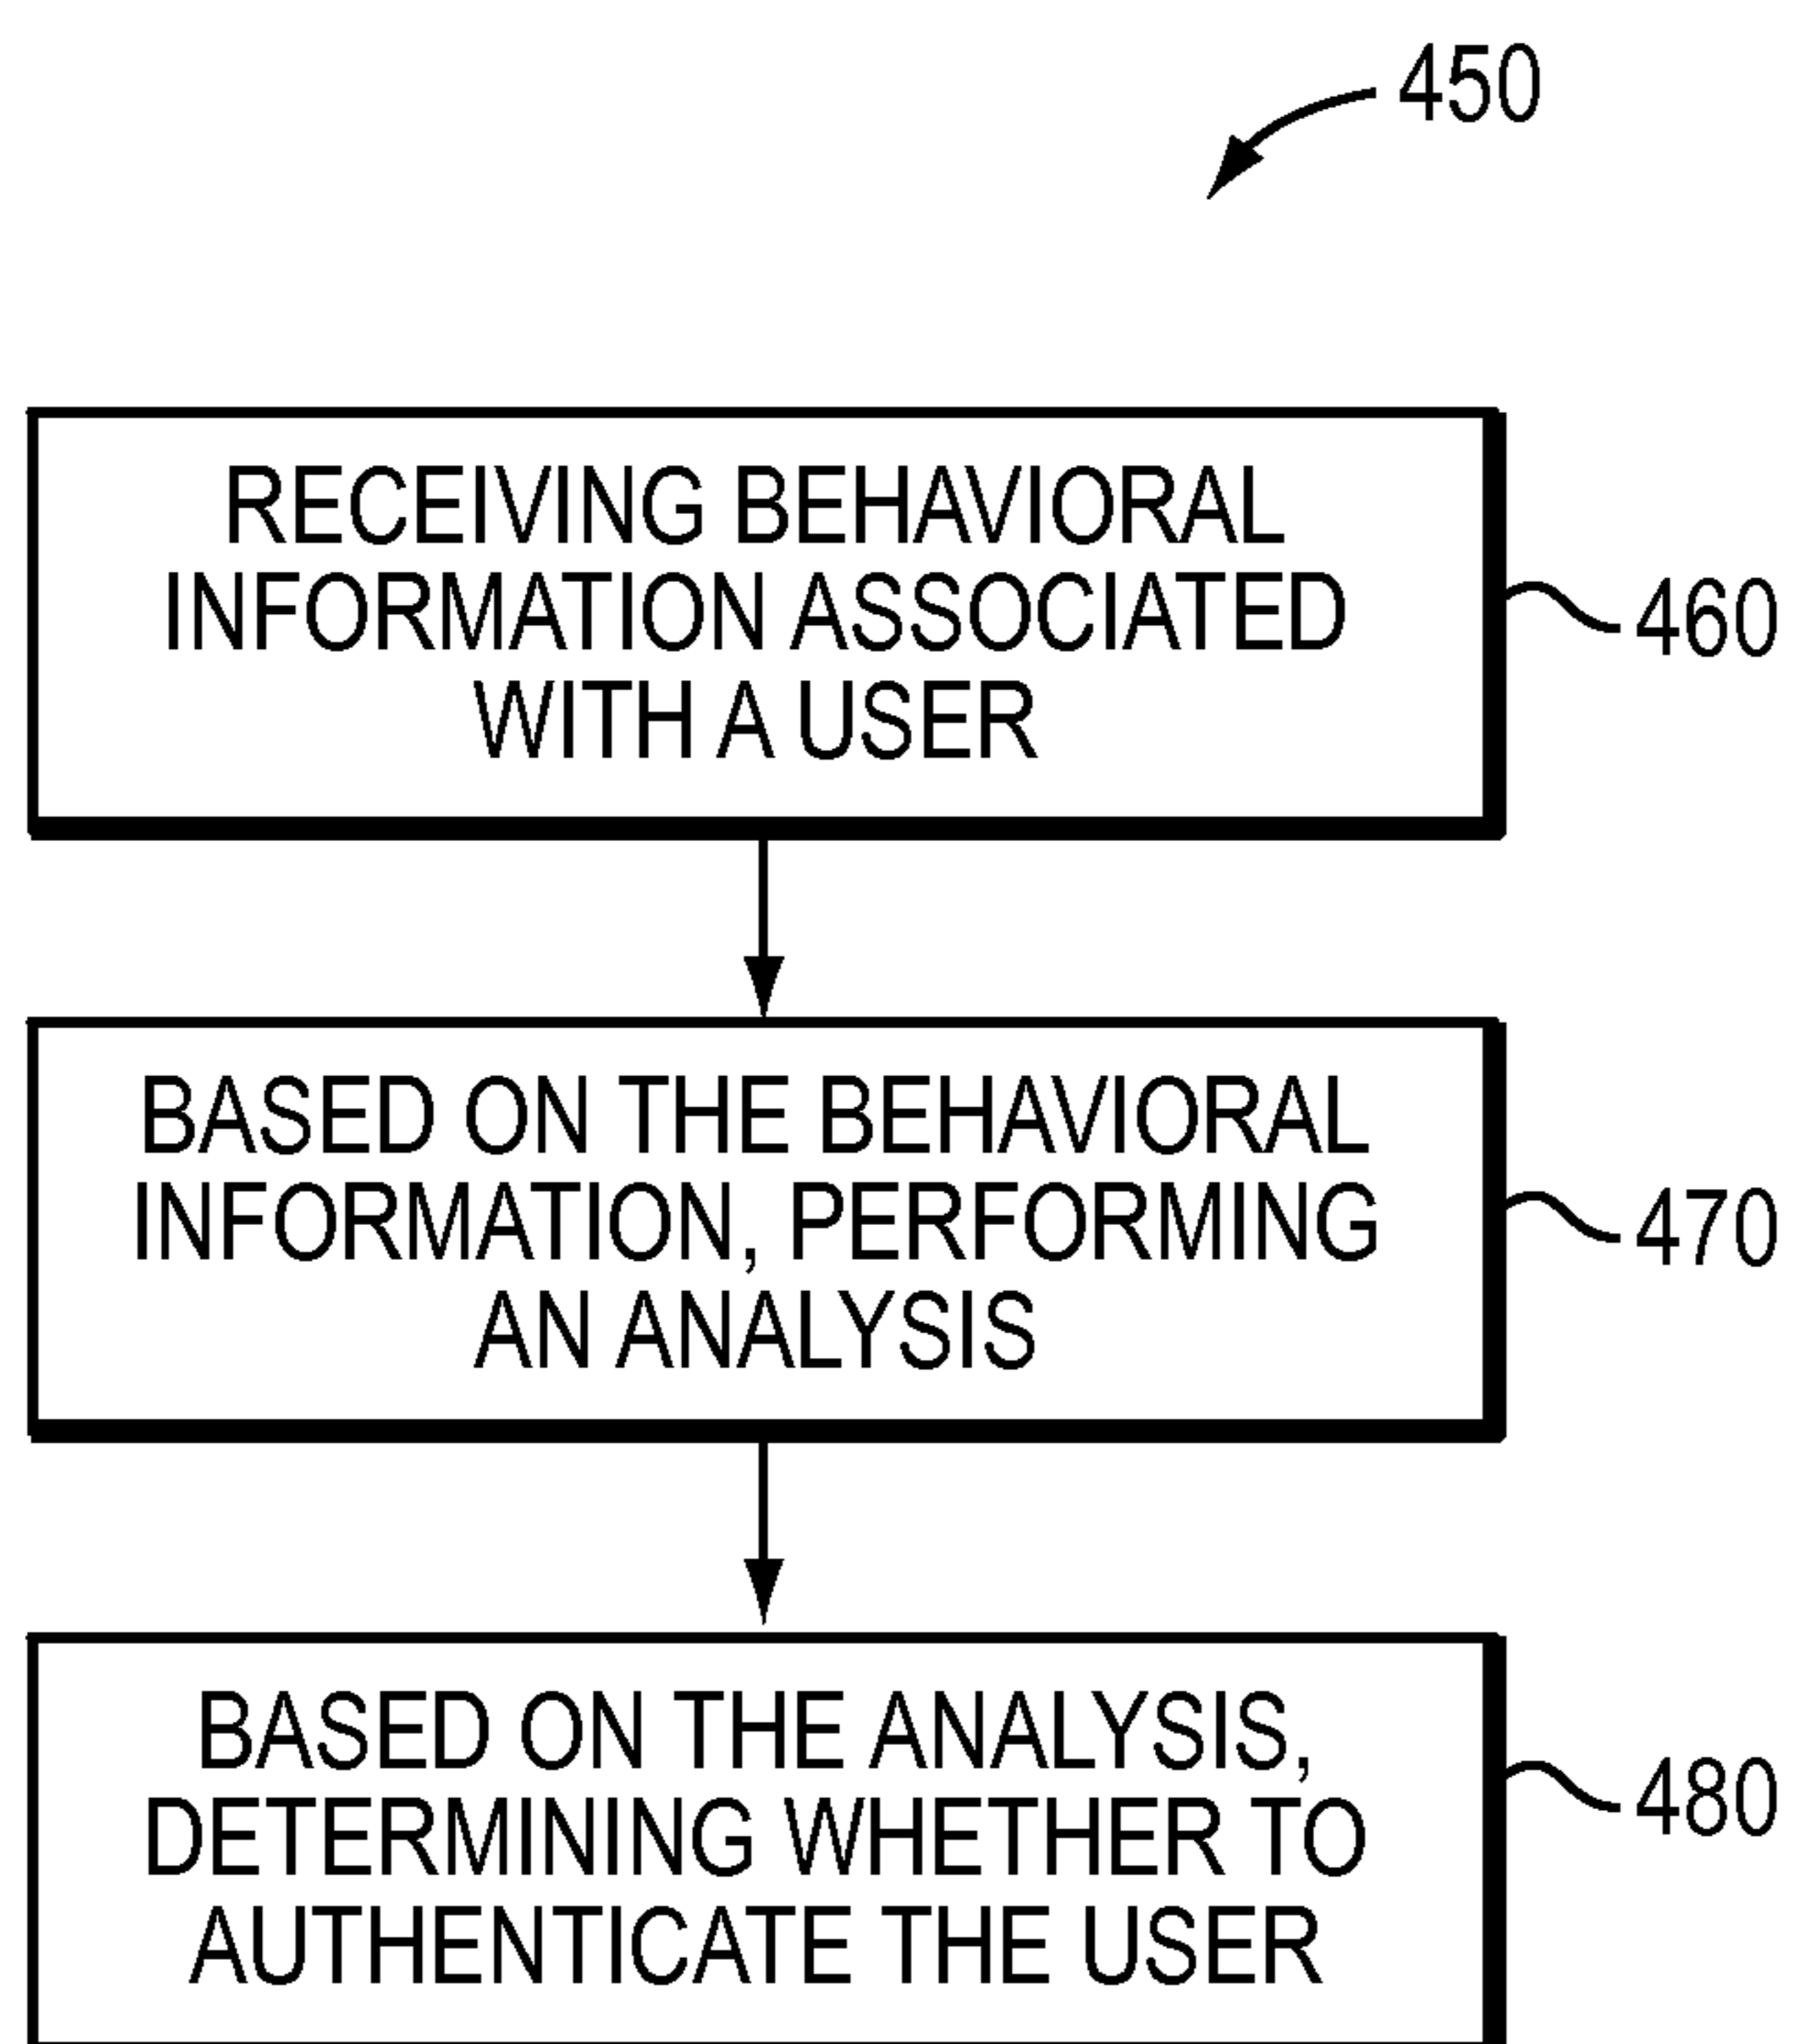 450
RECEIVING BEHAVIORAL
INFORMATION ASSOCIATED
WITH A USER
460
BASED ON THE BEHAVIORAL
INFORMATION, PERFORMING
AN ANALYSIS
470
BASED ON THE ANALYSIS,
DETERMINING WHETHER TO
AUTHENTICATE THE USER
480